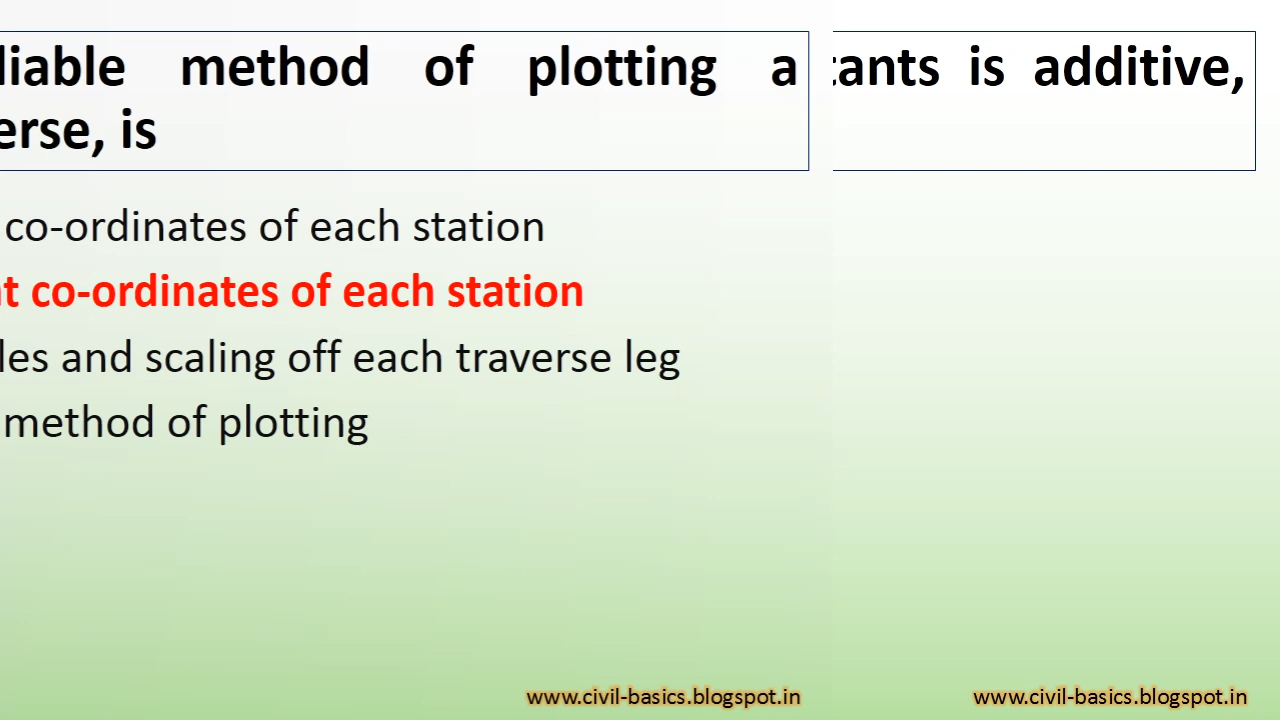 liable method of plotting a
erse, is
co-ordinates of each station
t co-ordinates of each station
les and scaling off each traverse leg
method of plotting
www.civil-basics.blogspot.in
tants is additive,
www.civil-basics.blogspot.in